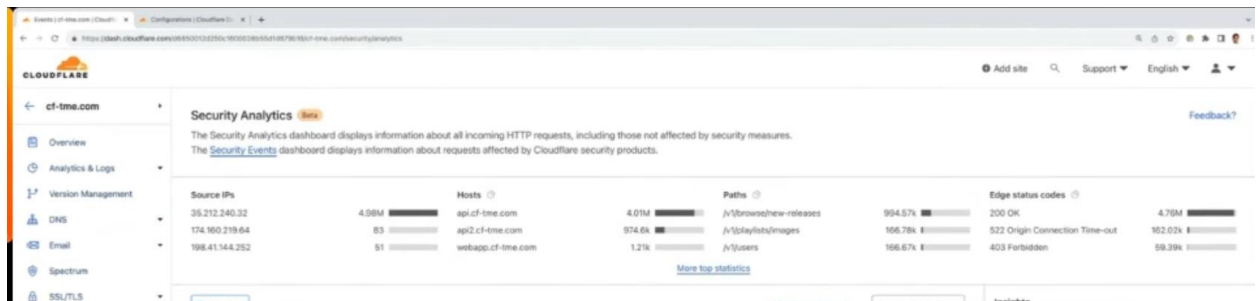 Events | cf-tme.com | Cloudfl
Configurations | Cloudflare Da
CLOUDFLARE
Add site
Support
English
cf-tme.com
Security Analytics Beta
Feedback?
The Security Analytics dashboard displays information about all incoming HTTP requests, including those not affected by security measures.
The Security Events dashboard displays information about requests affected by Cloudflare security products.
Overview
Analytics & Logs
Version Management
DNS
Email
Spectrum
SSL/TLS
Source IPs
35.212.240.32 4.98M
174.160.219.64 83
198.41.144.252 51
Hosts
api.cf-tme.com 4.01M
api2.cf-tme.com 974.6k
webapp.cf-tme.com 1.21k
Paths
/v1/browse/new-releases 994.57k
/v1/playlists/images 166.78k
/v1/users 166.67k
Edge status codes
200 OK 4.76M
522 Origin Connection Time-out 162.02k
403 Forbidden 59.39k
More top statistics
Insights